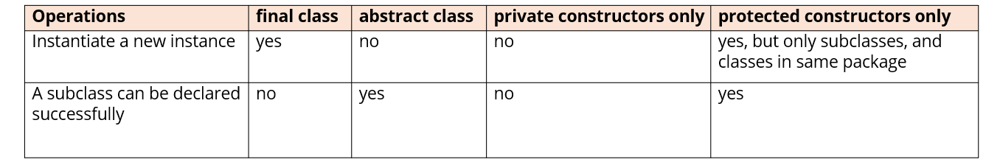 Operations final class abstract class private constructors only protected constructors only
Instantiate a new instance yes no no yes, but only subclasses, and
classes in same package
A subclass can be declared no yes no yes
successfully